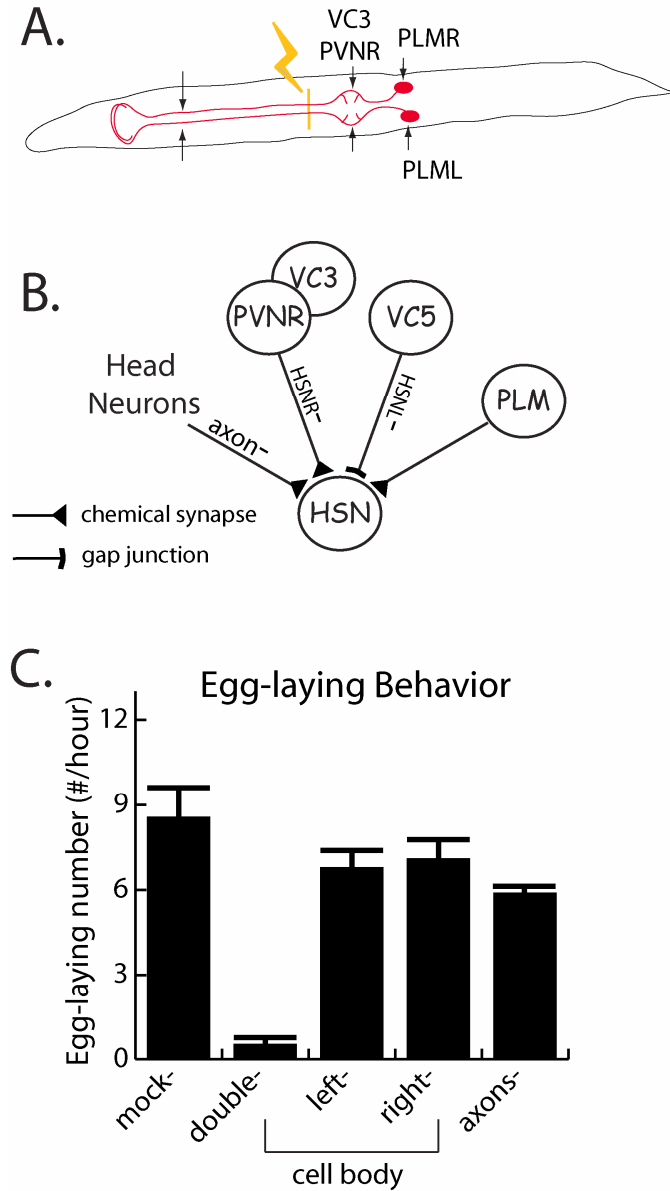 A.
VC3
PVNR
PLMR
PLML
B.
VC3
PVNR
VC5
Head
Neurons
PLM
axon-
HSNR-
HSNL-
HSN
chemical synapse
gap junction
C.
Egg-laying Behavior
Egg-laying number (#/hour)
12
9
6
3
0
mock-
double-
left-
right-
axons-
cell body